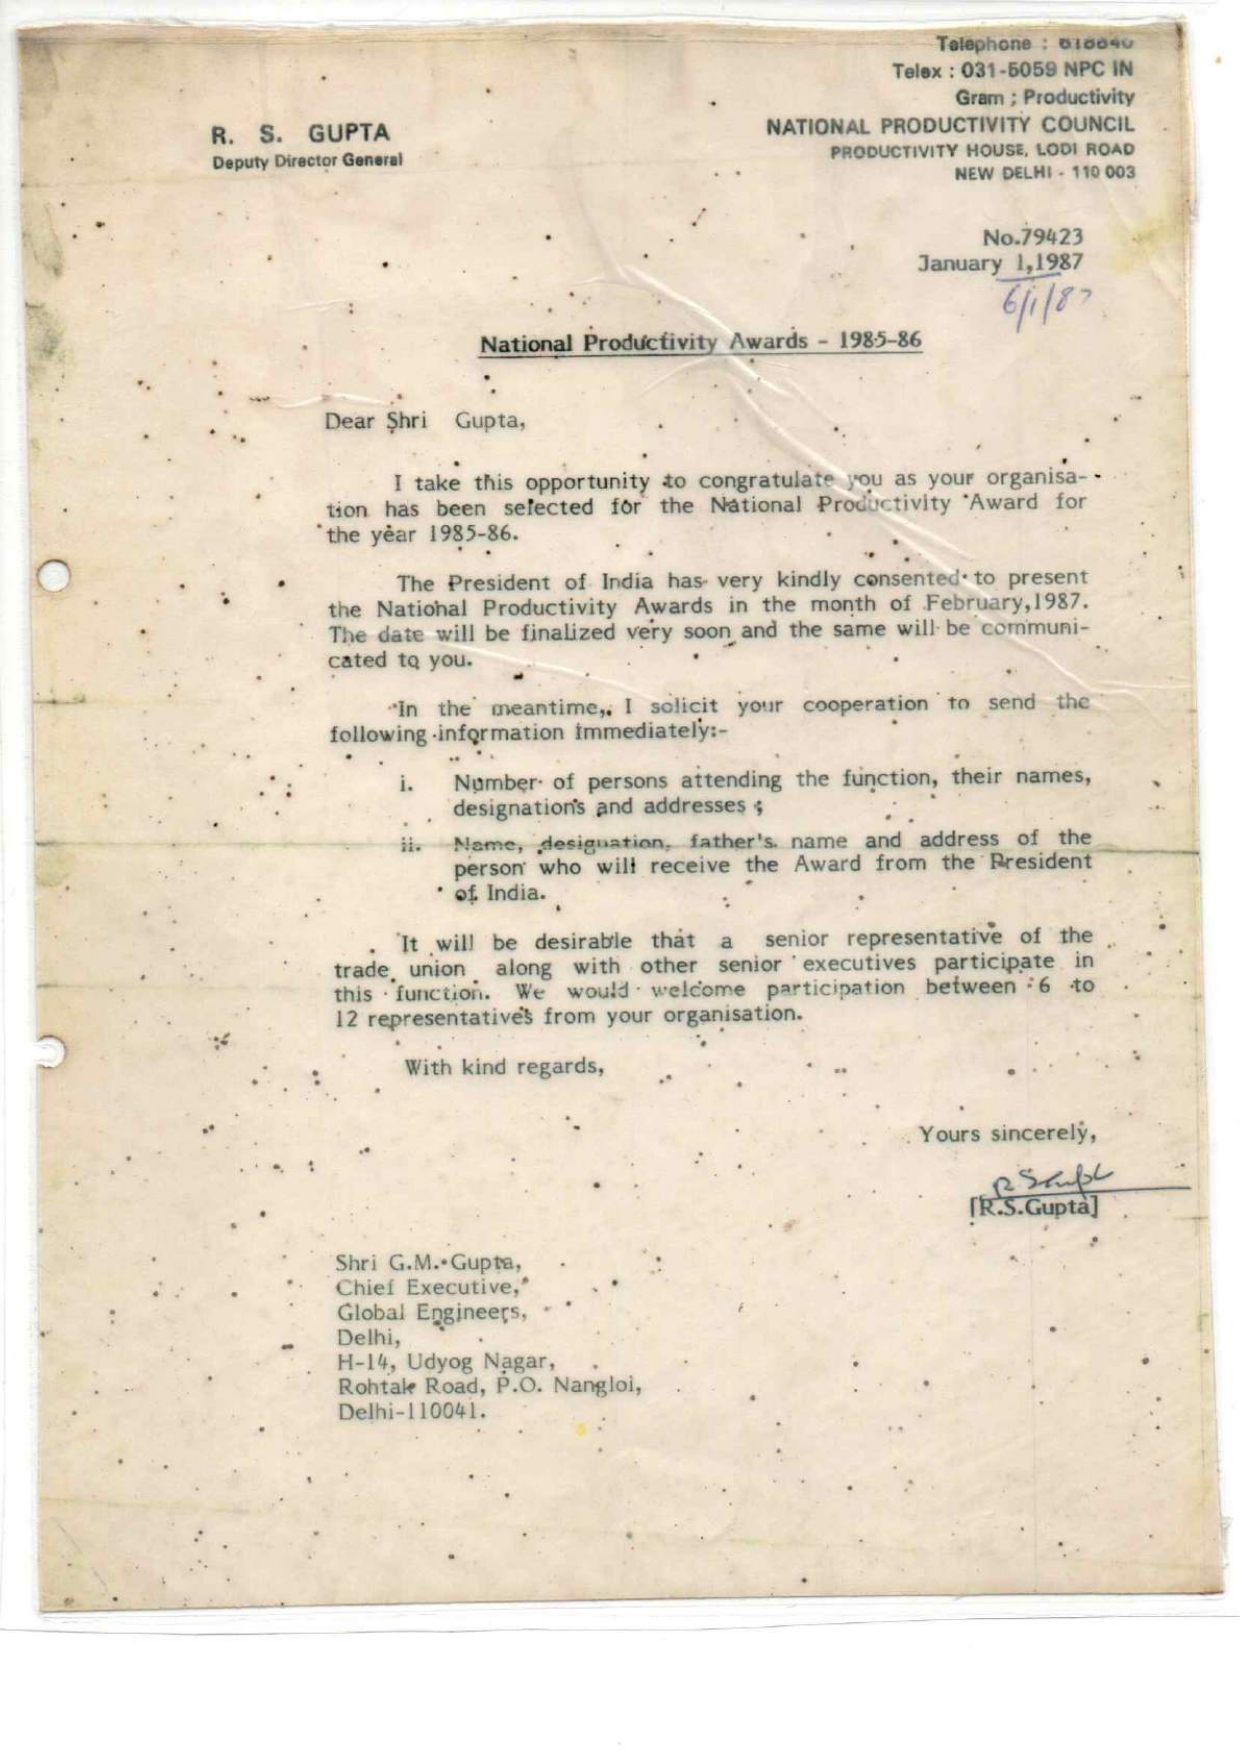 Telephone : 618840
Telex : 031-5059 NPC IN
Gram ; Productivity
R. S. GUPTA
Deputy Director General
NATIONAL PRODUCTIVITY COUNCIL
PRODUCTIVITY HOUSE, LODI ROAD
NEW DELHI - 110 003
No.79423
January 1,1987
6/1/87
National Productivity Awards - 1985-86
Dear Shri Gupta,
I take this opportunity to congratulate you as your organisa-
tion has been selected for the National Productivity Award for
the year 1985-86.
The President of India has very kindly consented to present
the National Productivity Awards in the month of February,1987.
The date will be finalized very soon and the same will be communi-
cated to you.
In the meantime, I solicit your cooperation to send the
following information immediately:-
i. Number of persons attending the function, their names,
designations and addresses ;
ii. Name, designation, father's name and address of the
person who will receive the Award from the President
of India.
It will be desirable that a senior representative of the
trade union along with other senior executives participate in
this function. We would welcome participation between 6 to
12 representatives from your organisation.
With kind regards,
Yours sincerely,
R S Gupta
[R.S.Gupta]
Shri G.M. Gupta,
Chief Executive,
Global Engineers,
Delhi,
H-14, Udyog Nagar,
Rohtak Road, P.O. Nangloi,
Delhi-110041.